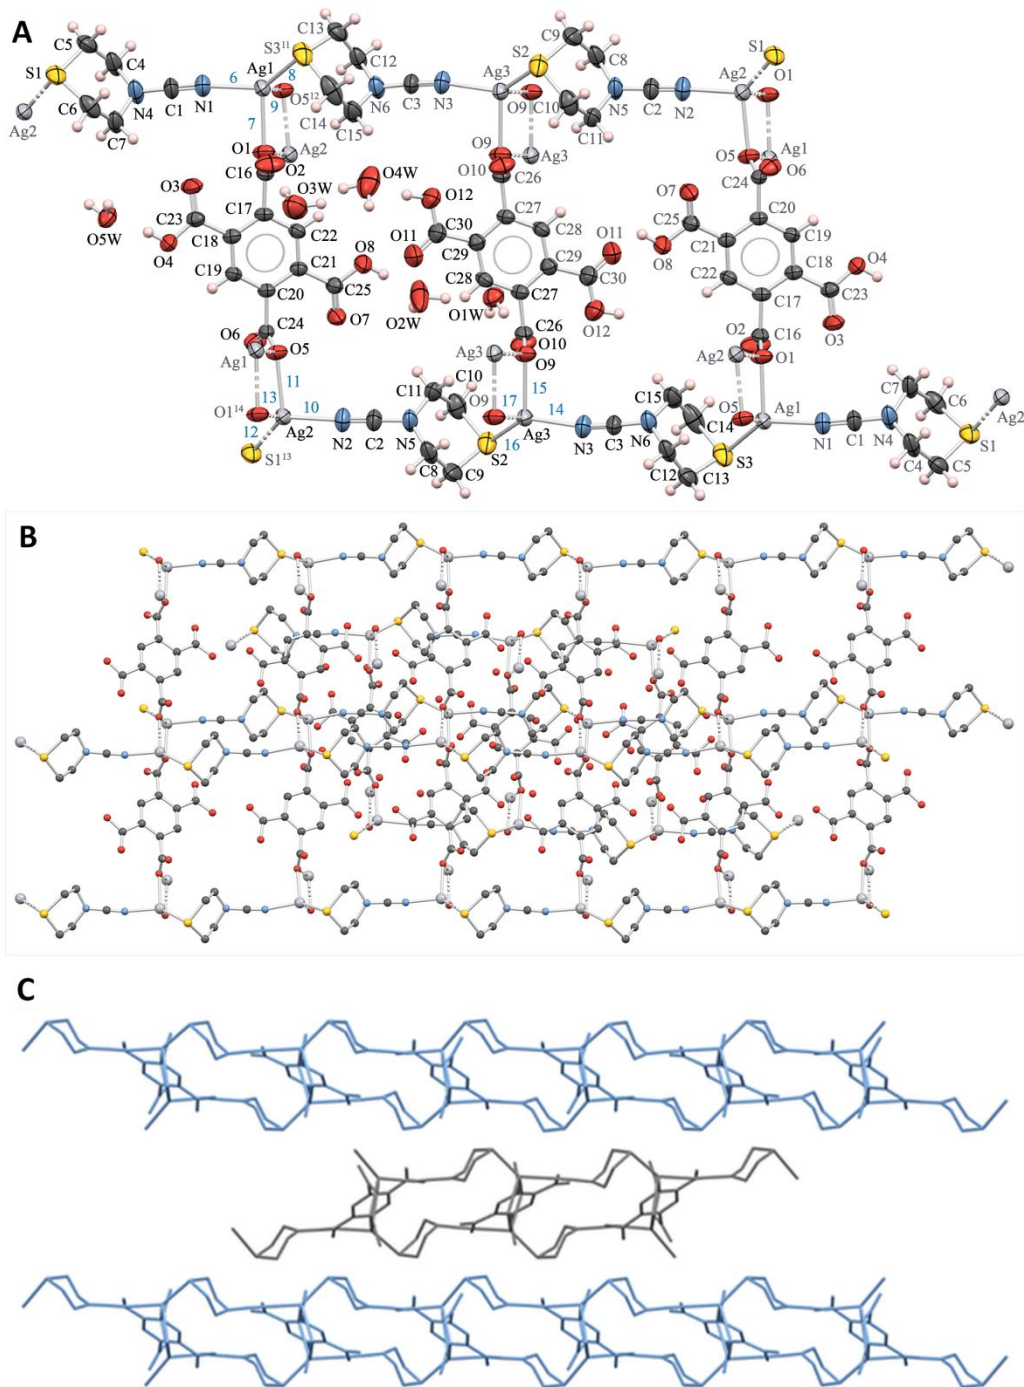 A
C5
C4
S1
C6
C7
N4
C1
N1
Ag2
6
Ag1
8
9
7
S3¹¹
C13
C12
O5¹²
C14
C15
N6
C3
N3
Ag3
S2
C9
C8
O9
C10
C11
N5
C2
N2
Ag2
S1
O1
O1
O2
Ag2
C16
O3W
O4W
O9
O10
Ag3
C26
O5
O6
Ag1
C24
O3
C23
C17
C22
O5W
O4
C18
C19
C20
C21
O8
C25
O7
C24
O12
C30
O11
C29
C28
C27
C28
C29
C27
O11
C30
O12
O2W
O1W
C26
O7
C25
O8
C21
C20
C19
C18
C22
C17
O4
C23
O3
C16
O6
Ag1
O5
11
13
10
12
O1¹⁴
S1¹³
Ag2
N2
C2
N5
C11
C10
C8
C9
S2
Ag3
O10
O9
O9
15
17
14
16
Ag3
N3
C3
N6
C15
C14
C12
C13
S3
O2
Ag2
O1
O5
Ag1
N1
C1
N4
C7
C6
C4
C5
S1
Ag2
B
C